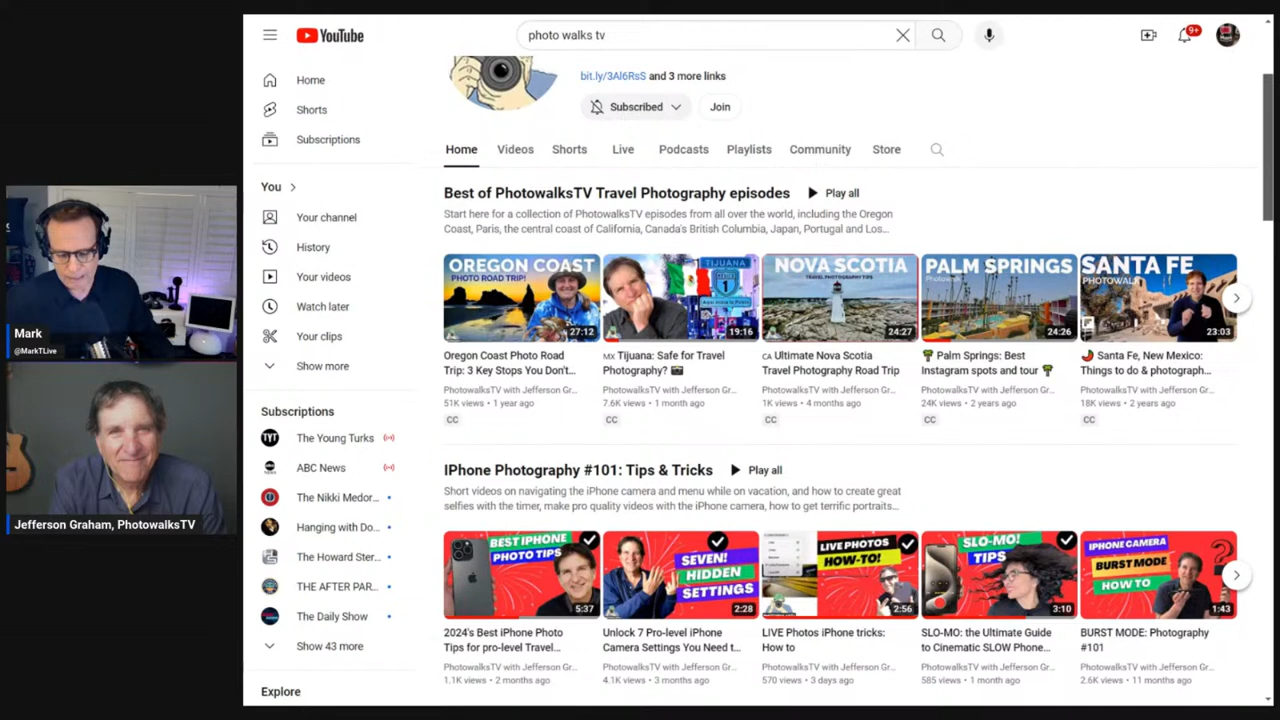 YouTube
photo walks tv
9+
Home
Shorts
Subscriptions
You
Your channel
History
Your videos
Watch later
Your clips
Show more
Subscriptions
TYT
The Young Turks
ABC News
The Nikki Medor...
Hanging with Do...
The Howard Ster...
THE AFTER PAR...
The Daily Show
Show 43 more
Explore
Mark
@MarkTLive
Jefferson Graham, PhotowalksTV
bit.ly/3Al6RsS and 3 more links
Subscribed
Join
Home
Videos
Shorts
Live
Podcasts
Playlists
Community
Store
Best of PhotowalksTV Travel Photography episodes
Play all
Start here for a collection of PhotowalksTV episodes from all over the world, including the Oregon
Coast, Paris, the central coast of California, Canada's British Columbia, Japan, Portugal and Los...
OREGON COAST
PHOTO ROAD TRIP!
27:12
Oregon Coast Photo Road
Trip: 3 Key Stops You Don't...
PhotowalksTV with Jefferson Gr...
51K views • 1 year ago
CC
TIJUANA
1
19:16
MX Tijuana: Safe for Travel
Photography? 📷
PhotowalksTV with Jefferson Gr...
7.6K views • 1 month ago
CC
NOVA SCOTIA
TRAVEL PHOTOGRAPHY TIPS
24:27
CA Ultimate Nova Scotia
Travel Photography Road Trip
PhotowalksTV with Jefferson Gr...
1K views • 4 months ago
CC
PALM SPRINGS
24:26
🌴 Palm Springs: Best
Instagram spots and tour 🌴
PhotowalksTV with Jefferson Gr...
24K views • 2 years ago
CC
SANTA FE
PHOTOWALK
23:03
🌶 Santa Fe, New Mexico:
Things to do & photograph...
PhotowalksTV with Jefferson Gr...
18K views • 2 years ago
CC
IPhone Photography #101: Tips & Tricks
Play all
Short videos on navigating the iPhone camera and menu while on vacation, and how to create great
selfies with the timer, make pro quality videos with the iPhone camera, how to get terrific portraits...
BEST IPHONE
PHOTO TIPS
5:37
2024's Best iPhone Photo
Tips for pro-level Travel...
PhotowalksTV with Jefferson Gr...
1.1K views • 2 months ago
SEVEN!
HIDDEN
SETTINGS
2:28
Unlock 7 Pro-level iPhone
Camera Settings You Need t...
PhotowalksTV with Jefferson Gr...
4.1K views • 3 months ago
LIVE PHOTOS
HOW-TO!
2:56
LIVE Photos iPhone tricks:
How to
PhotowalksTV with Jefferson Gr...
570 views • 3 days ago
SLO-MO!
TIPS
3:10
SLO-MO: the Ultimate Guide
to Cinematic SLOW Phone...
PhotowalksTV with Jefferson Gr...
585 views • 1 month ago
IPHONE CAMERA
BURST MODE
HOW TO
?
1:43
BURST MODE: Photography
#101
PhotowalksTV with Jefferson Gr...
2.6K views • 11 months ago